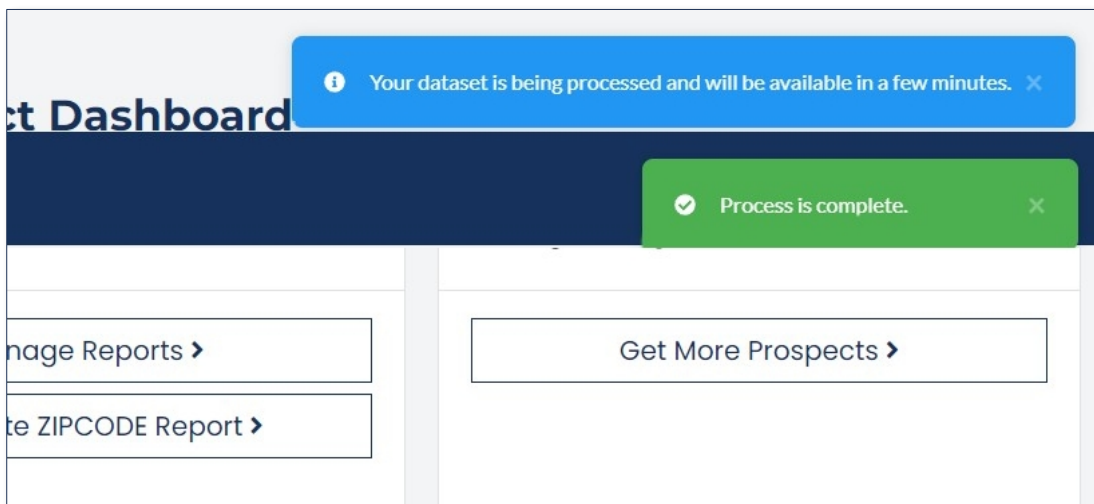 Your dataset is being processed and will be available in a few minutes. ×
ct Dashboard
Process is complete. ×
nage Reports >
Get More Prospects >
te ZIPCODE Report >